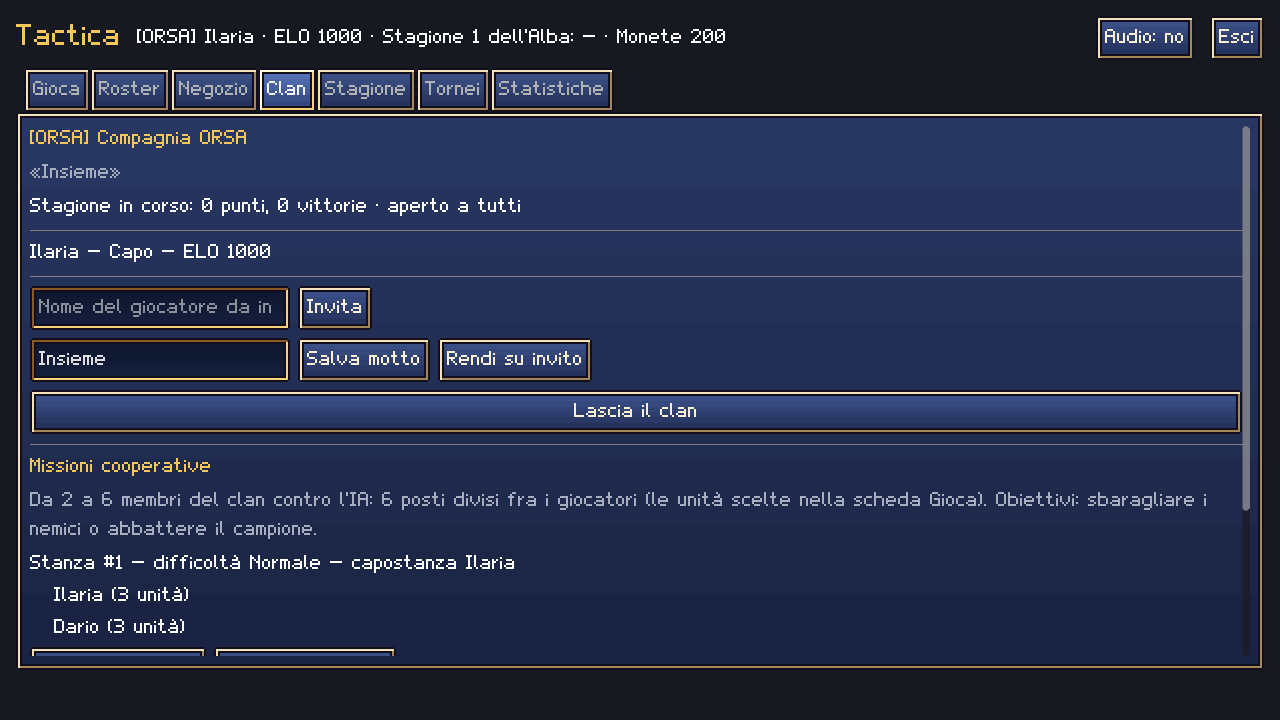 Tactica [ORSA] Ilaria · ELO 1000 · Stagione 1 dell'Alba: — · Monete 200 Audio: no Esci
Gioca Roster Negozio Clan Stagione Tornei Statistiche
[ORSA] Compagnia ORSA
«Insieme»
Stagione in corso: 0 punti, 0 vittorie · aperto a tutti
Ilaria — Capo — ELO 1000
Nome del giocatore da in Invita
Insieme Salva motto Rendi su invito
Lascia il clan
Missioni cooperative
Da 2 a 6 membri del clan contro l'IA: 6 posti divisi fra i giocatori (le unità scelte nella scheda Gioca). Obiettivi: sbaragliare i
nemici o abbattere il campione.
Stanza #1 — difficoltà Normale — capostanza Ilaria
Ilaria (3 unità)
Dario (3 unità)